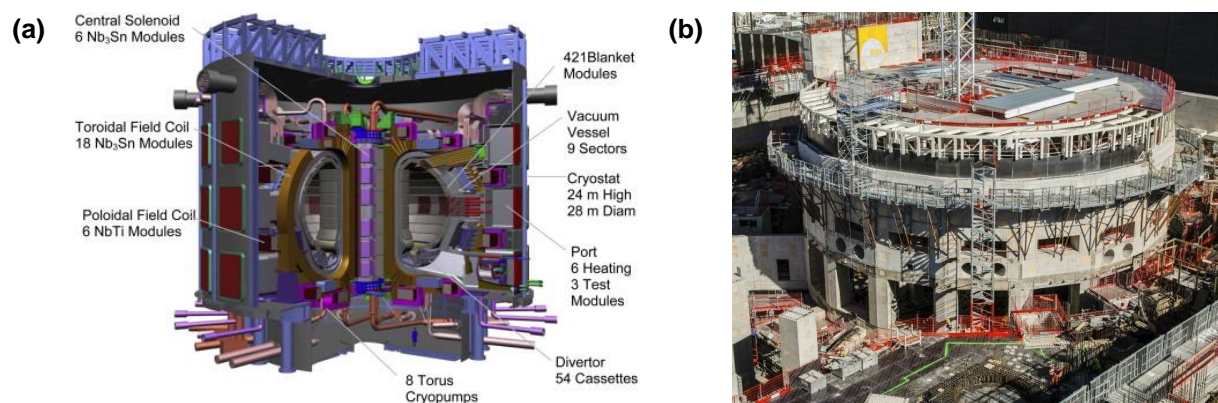 (a)
Central Solenoid
6 Nb₃Sn Modules
Toroidal Field Coil
18 Nb₃Sn Modules
Poloidal Field Coil
6 NbTi Modules
421Blanket
Modules
Vacuum
Vessel
9 Sectors
Cryostat
24 m High
28 m Diam
Port
6 Heating
3 Test
Modules
Divertor
54 Cassettes
8 Torus
Cryopumps
(b)